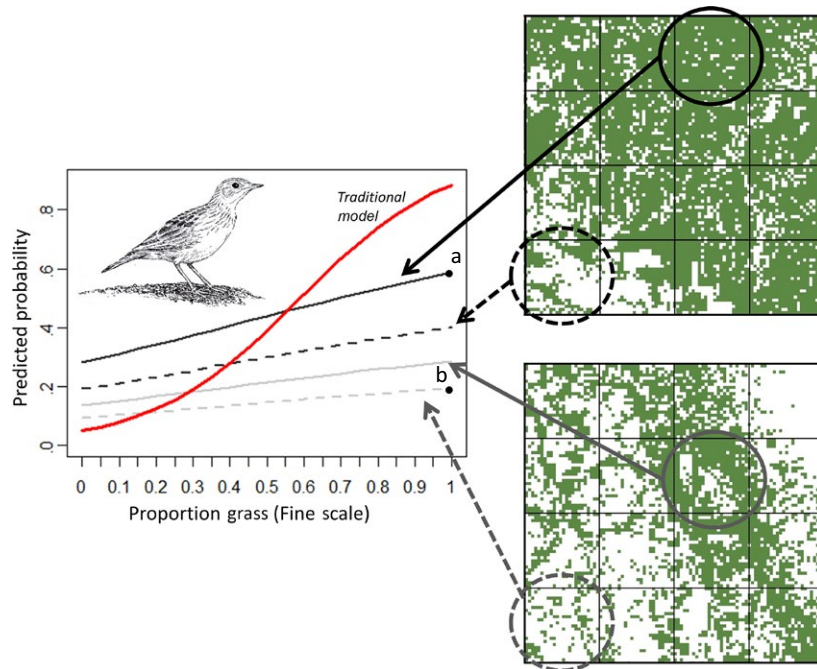 Predicted probability
.8
.6
.4
.2
.0
Traditional
model
a
b
0 0.1 0.2 0.3 0.4 0.5 0.6 0.7 0.8 0.9 1
Proportion grass (Fine scale)